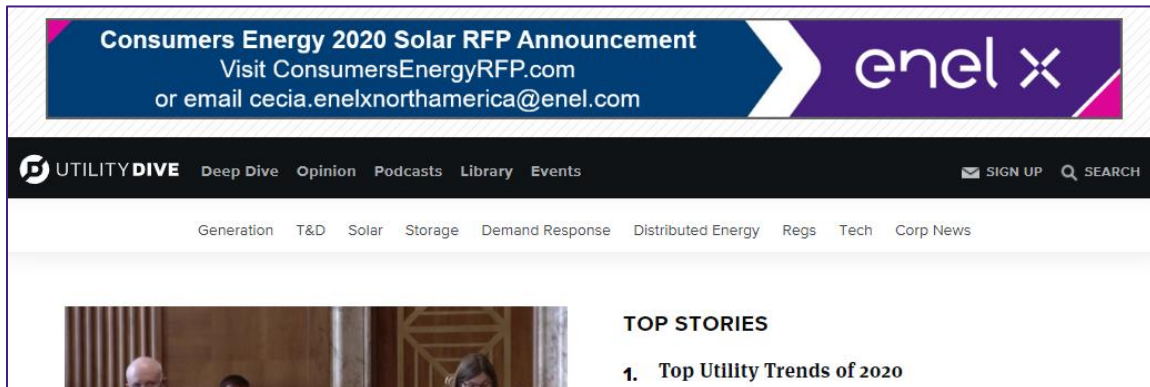 Consumers Energy 2020 Solar RFP Announcement
Visit ConsumersEnergyRFP.com
or email cecia.enelxnorthamerica@enel.com
enel x
UTILITY DIVE Deep Dive Opinion Podcasts Library Events SIGN UP SEARCH
Generation T&D Solar Storage Demand Response Distributed Energy Regs Tech Corp News
TOP STORIES
1. Top Utility Trends of 2020